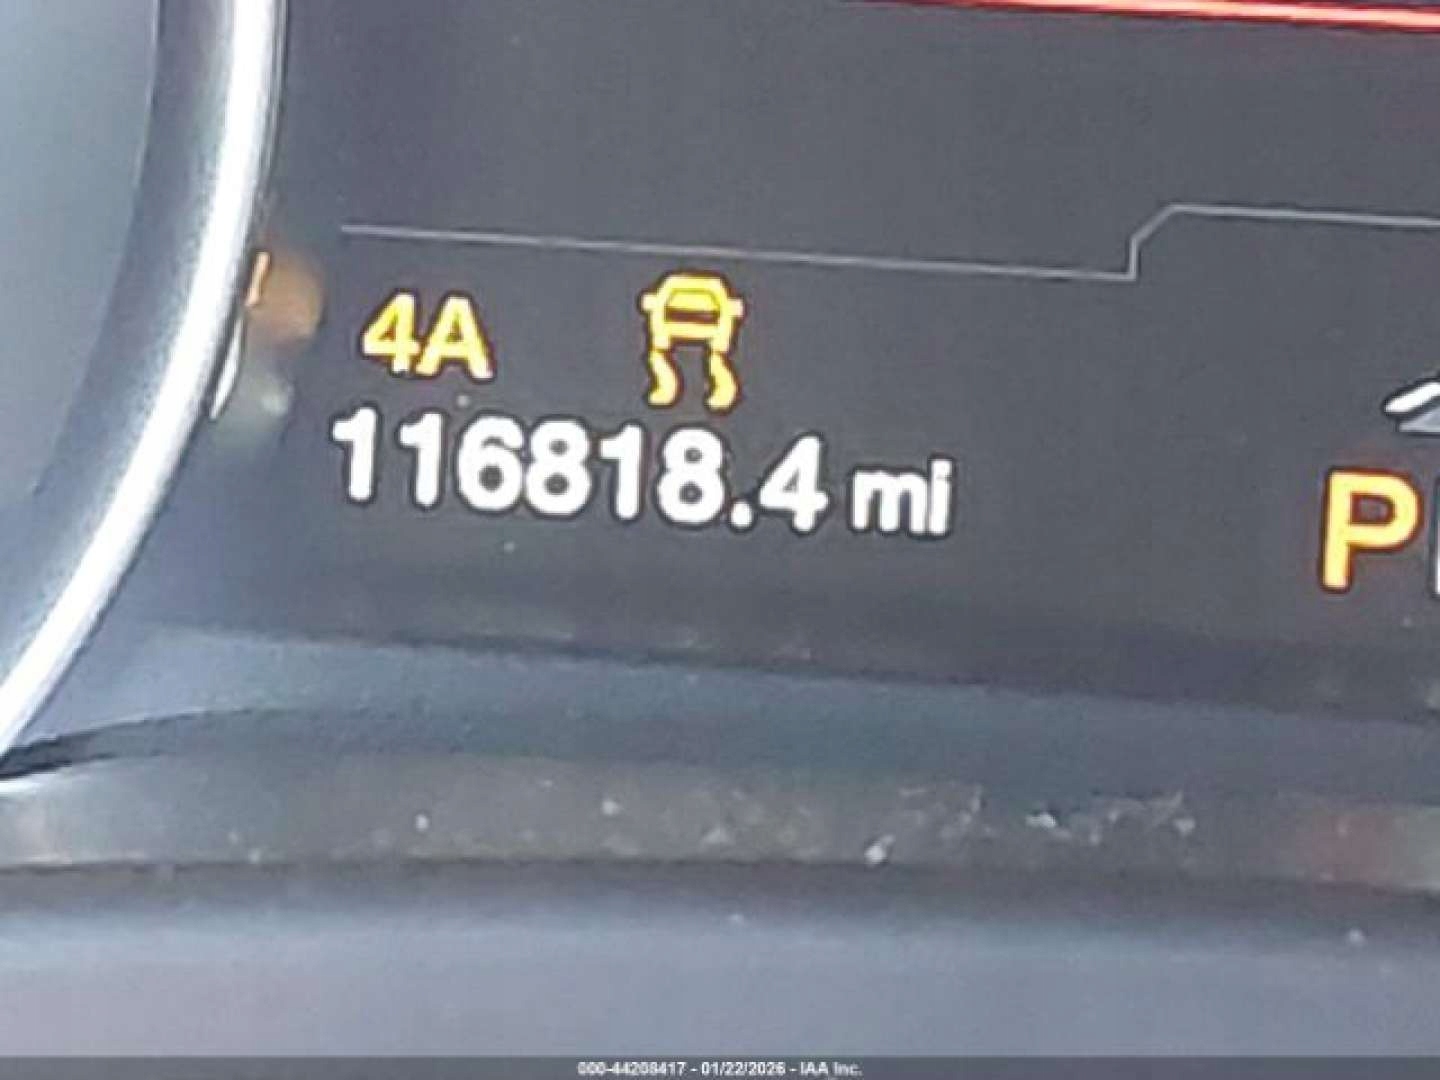 4A
116818.4 mi
P
000-44208417 - 01/22/2026 - IAA, Inc.